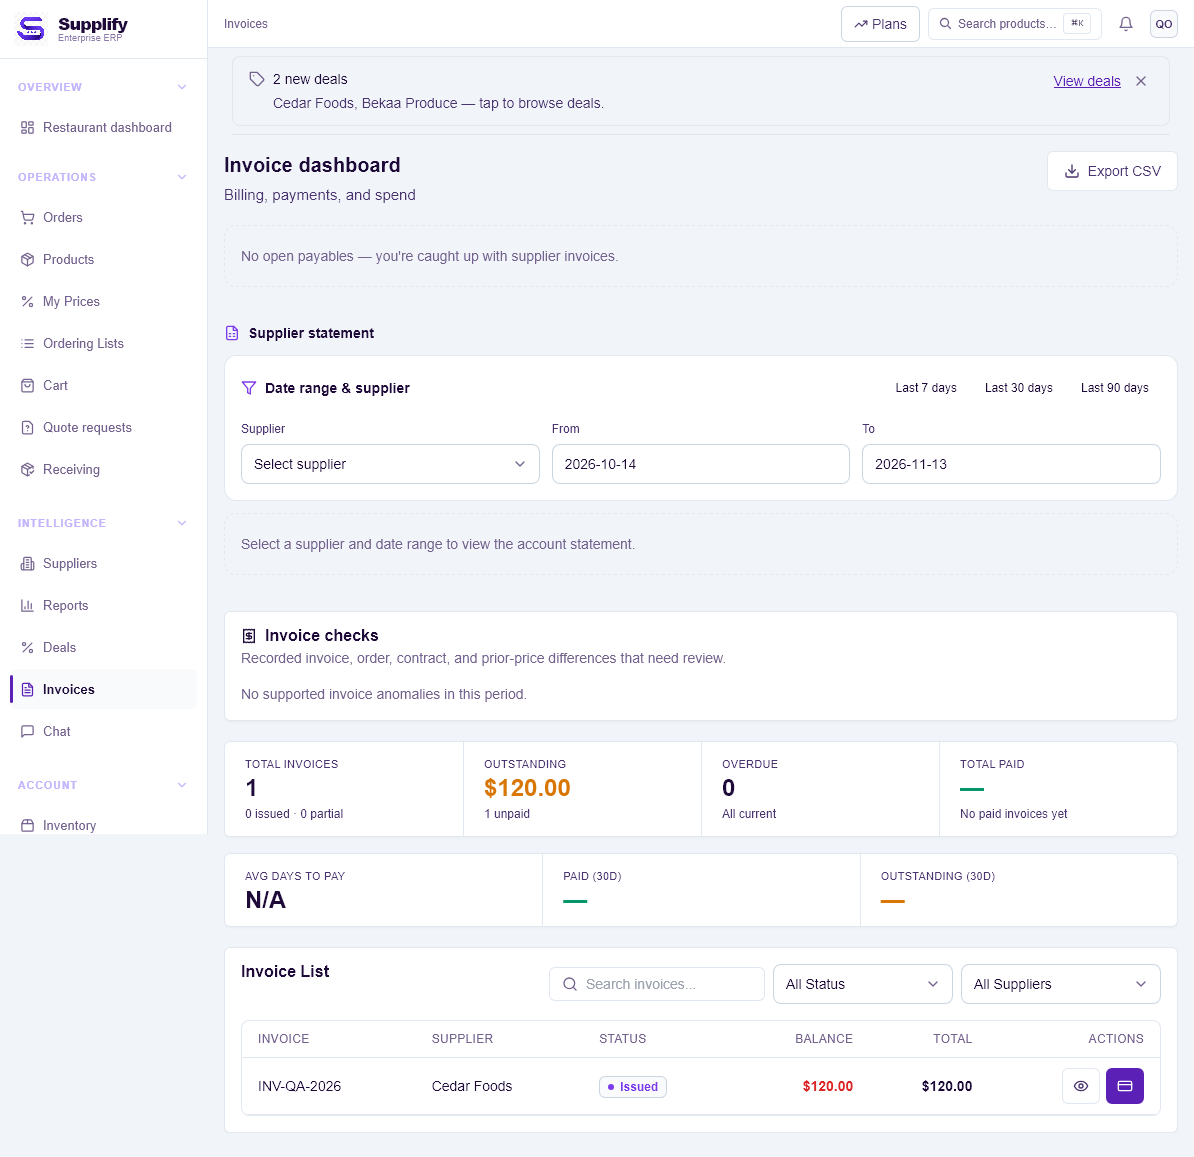 Supplify
Enterprise ERP
Invoices
Plans
Search products... ⌘K
QO
OVERVIEW
Restaurant dashboard
OPERATIONS
Orders
Products
My Prices
Ordering Lists
Cart
Quote requests
Receiving
INTELLIGENCE
Suppliers
Reports
Deals
Invoices
Chat
ACCOUNT
Inventory
2 new deals
Cedar Foods, Bekaa Produce — tap to browse deals.
View deals
Invoice dashboard
Billing, payments, and spend
Export CSV
No open payables — you're caught up with supplier invoices.
Supplier statement
Date range & supplier
Last 7 days Last 30 days Last 90 days
Supplier From To
Select supplier 2026-10-14 2026-11-13
Select a supplier and date range to view the account statement.
Invoice checks
Recorded invoice, order, contract, and prior-price differences that need review.
No supported invoice anomalies in this period.
TOTAL INVOICES
1
0 issued · 0 partial
OUTSTANDING
$120.00
1 unpaid
OVERDUE
0
All current
TOTAL PAID
—
No paid invoices yet
AVG DAYS TO PAY
N/A
PAID (30D)
—
OUTSTANDING (30D)
—
Invoice List
Search invoices...
All Status
All Suppliers
INVOICE SUPPLIER STATUS BALANCE TOTAL ACTIONS
INV-QA-2026 Cedar Foods Issued $120.00 $120.00